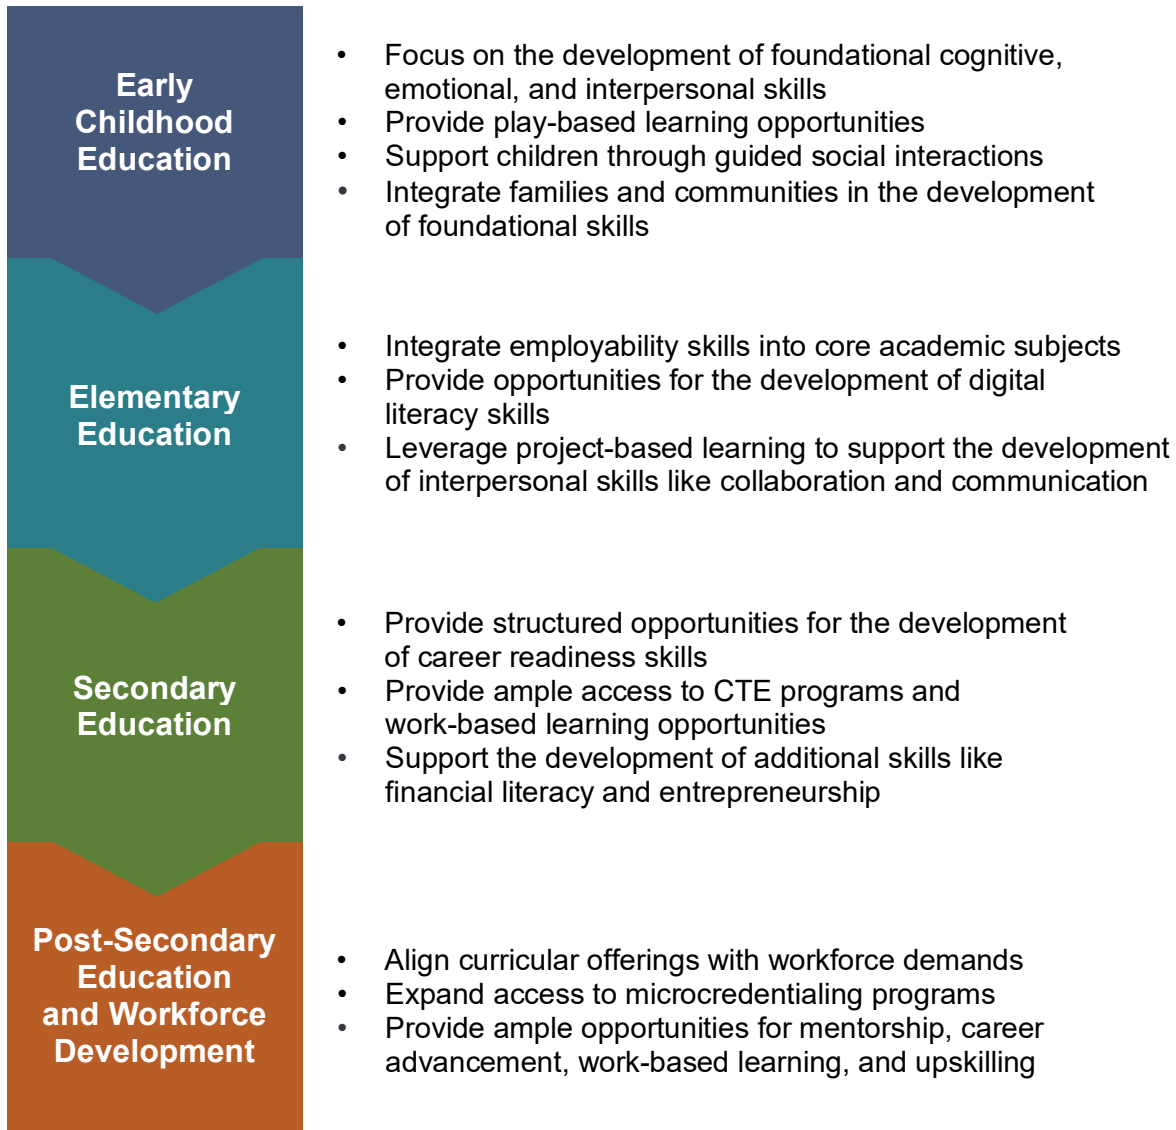 Early
Childhood
Education
• Focus on the development of foundational cognitive,
emotional, and interpersonal skills
• Provide play-based learning opportunities
• Support children through guided social interactions
• Integrate families and communities in the development
of foundational skills
Elementary
Education
• Integrate employability skills into core academic subjects
• Provide opportunities for the development of digital
literacy skills
• Leverage project-based learning to support the development
of interpersonal skills like collaboration and communication
Secondary
Education
• Provide structured opportunities for the development
of career readiness skills
• Provide ample access to CTE programs and
work-based learning opportunities
• Support the development of additional skills like
financial literacy and entrepreneurship
Post-Secondary
Education
and Workforce
Development
• Align curricular offerings with workforce demands
• Expand access to microcredentialing programs
• Provide ample opportunities for mentorship, career
advancement, work-based learning, and upskilling